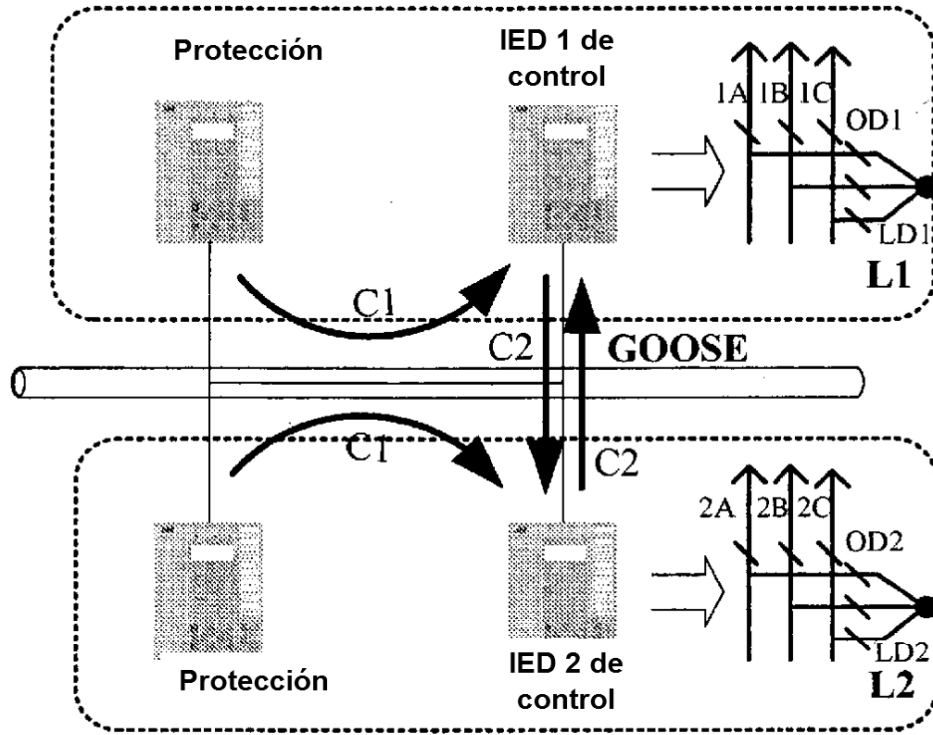 Protección
IED 1 de
control
1A 1B 1C
OD1
LD1
L1
C1
C2
GOOSE
C1
C2
2A 2B 2C
OD2
LD2
L2
Protección
IED 2 de
control